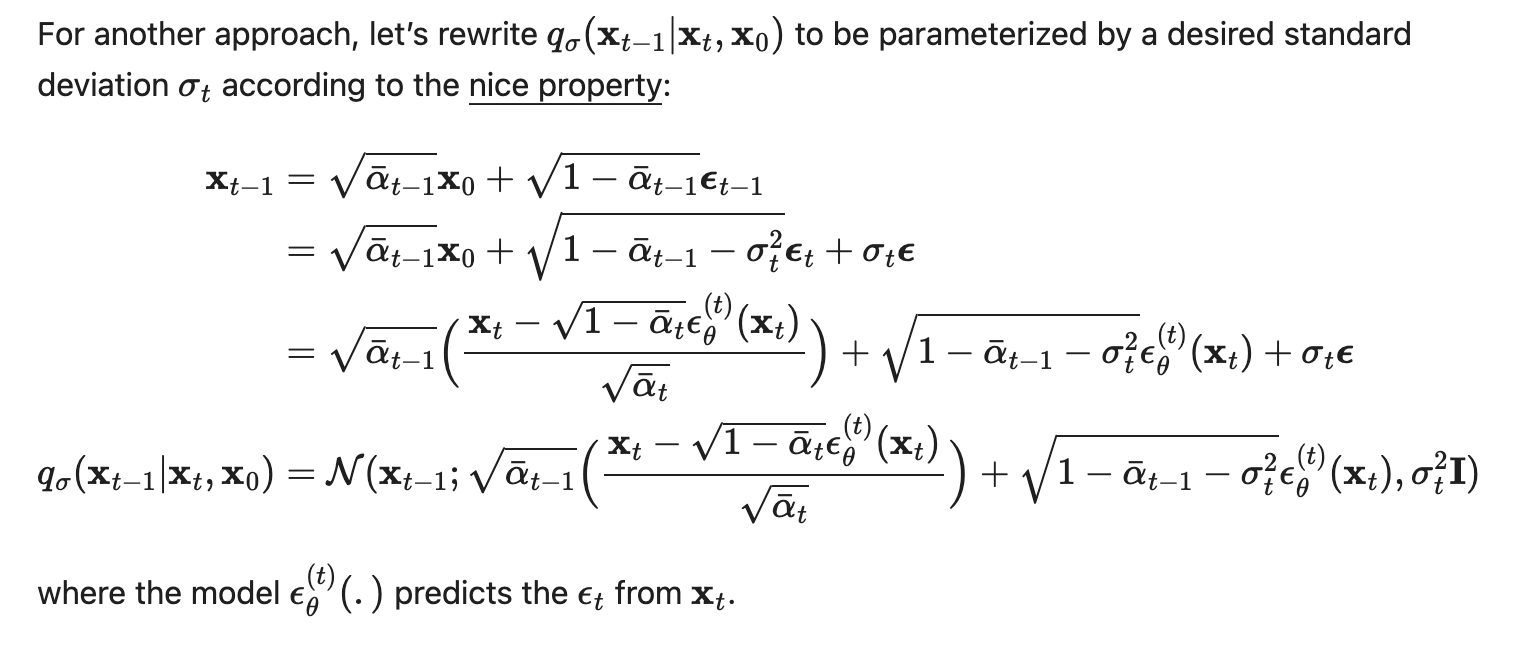 For another approach, let's rewrite $q_\sigma(\mathbf{x}_{t-1}|\mathbf{x}_t, \mathbf{x}_0)$ to be parameterized by a desired standard
deviation $\sigma_t$ according to the nice property:
$\mathbf{x}_{t-1} = \sqrt{\bar{\alpha}_{t-1}}\mathbf{x}_0 + \sqrt{1 - \bar{\alpha}_{t-1}}\boldsymbol{\epsilon}_{t-1}$
$= \sqrt{\bar{\alpha}_{t-1}}\mathbf{x}_0 + \sqrt{1 - \bar{\alpha}_{t-1} - \sigma_t^2}\boldsymbol{\epsilon}_t + \sigma_t\boldsymbol{\epsilon}$
$= \sqrt{\bar{\alpha}_{t-1}}\Big(\frac{\mathbf{x}_t - \sqrt{1 - \bar{\alpha}_t}\epsilon_\theta^{(t)}(\mathbf{x}_t)}{\sqrt{\bar{\alpha}_t}}\Big) + \sqrt{1 - \bar{\alpha}_{t-1} - \sigma_t^2}\epsilon_\theta^{(t)}(\mathbf{x}_t) + \sigma_t\boldsymbol{\epsilon}$
$q_\sigma(\mathbf{x}_{t-1}|\mathbf{x}_t, \mathbf{x}_0) = \mathcal{N}(\mathbf{x}_{t-1}; \sqrt{\bar{\alpha}_{t-1}}\Big(\frac{\mathbf{x}_t - \sqrt{1 - \bar{\alpha}_t}\epsilon_\theta^{(t)}(\mathbf{x}_t)}{\sqrt{\bar{\alpha}_t}}\Big) + \sqrt{1 - \bar{\alpha}_{t-1} - \sigma_t^2}\epsilon_\theta^{(t)}(\mathbf{x}_t), \sigma_t^2\mathbf{I})$
where the model $\epsilon_\theta^{(t)}(.)$ predicts the $\epsilon_t$ from $\mathbf{x}_t$.